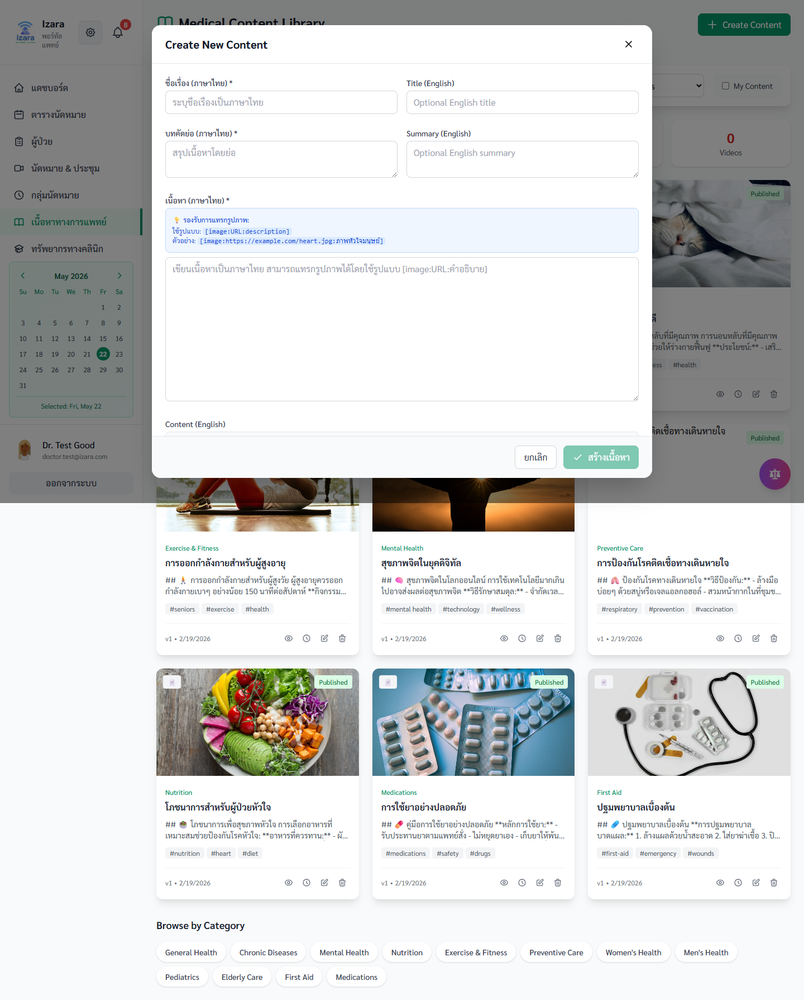 Izara
พอร์ทัล
แพทย์
8
แดชบอร์ด
ตารางนัดหมาย
ผู้ป่วย
นัดหมาย & ประชุม
กลุ่มนัดหมาย
เนื้อหาทางการแพทย์
ทรัพยากรทางคลินิก
May 2026
Su Mo Tu We Th Fr Sa
1 2
3 4 5 6 7 8 9
10 11 12 13 14 15 16
17 18 19 20 21 22 23
24 25 26 27 28 29 30
31
Selected: Fri, May 22
Dr. Test Good
doctor.test@izara.com
ออกจากระบบ
Medical Content Library
Create Content
My Content
0
Videos
Create New Content
ชื่อเรื่อง (ภาษาไทย) *
ระบุชื่อเรื่องเป็นภาษาไทย
Title (English)
Optional English title
บทคัดย่อ (ภาษาไทย) *
สรุปเนื้อหาโดยย่อ
Summary (English)
Optional English summary
เนื้อหา (ภาษาไทย) *
💡 รองรับการแทรกรูปภาพ:
ใช้รูปแบบ: [image:URL:description]
ตัวอย่าง: [image:https://example.com/heart.jpg:ภาพหัวใจมนุษย์]
เขียนเนื้อหาเป็นภาษาไทย สามารถแทรกรูปภาพได้โดยใช้รูปแบบ [image:URL:คำอธิบาย]
Content (English)
ยกเลิก
สร้างเนื้อหา
Published
หลับที่มีคุณภาพ การนอนหลับที่มีคุณภาพ
ช่วยให้ร่างกายฟื้นฟู **ประโยชน์:** - เสริ...
#health
ติดเชื้อทางเดินหายใจ
Published
Exercise & Fitness
การออกกำลังกายสำหรับผู้สูงอายุ
## 🏃 การออกกำลังกายสำหรับผู้สูงวัย ผู้สูงอายุควรออก
กำลังกายเบาๆ อย่างน้อย 150 นาทีต่อสัปดาห์ **กิจกรรม...
#seniors #exercise #health
v1 • 2/19/2026
Mental Health
สุขภาพจิตในยุคดิจิทัล
## 🧠 สุขภาพจิตในโลกออนไลน์ การใช้เทคโนโลยีมากเกิน
ไปอาจส่งผลต่อสุขภาพจิต **วิธีรักษาสมดุล:** - จำกัดเวล...
#mental health #technology #wellness
v1 • 2/19/2026
Preventive Care
การป้องกันโรคติดเชื้อทางเดินหายใจ
## 🫁 ป้องกันโรคทางเดินหายใจ **วิธีป้องกัน:** - ล้างมือ
บ่อยๆ ด้วยสบู่หรือเจลแอลกอฮอล์ - สวมหน้ากากในที่ชุมช...
#respiratory #prevention #vaccination
v1 • 2/19/2026
Published
Nutrition
โภชนาการสำหรับผู้ป่วยหัวใจ
## 🥗 โภชนาการเพื่อสุขภาพหัวใจ การเลือกอาหารที่
เหมาะสมช่วยป้องกันโรคหัวใจ: **อาหารที่ควรทาน:** - ผั...
#nutrition #heart #diet
v1 • 2/19/2026
Published
Medications
การใช้ยาอย่างปลอดภัย
## 💊 คู่มือการใช้ยาอย่างปลอดภัย **หลักการใช้ยา:** -
รับประทานยาตามแพทย์สั่ง - ไม่หยุดยาเอง - เก็บยาให้พ้น...
#medications #safety #drugs
v1 • 2/19/2026
Published
First Aid
ปฐมพยาบาลเบื้องต้น
## 🩹 ปฐมพยาบาลเบื้องต้น **การปฐมพยาบาล
บาดแผล:** 1. ล้างแผลด้วยน้ำสะอาด 2. ใส่ยาฆ่าเชื้อ 3. ปิ...
#first-aid #emergency #wounds
v1 • 2/19/2026
Browse by Category
General Health
Chronic Diseases
Mental Health
Nutrition
Exercise & Fitness
Preventive Care
Women's Health
Men's Health
Pediatrics
Elderly Care
First Aid
Medications